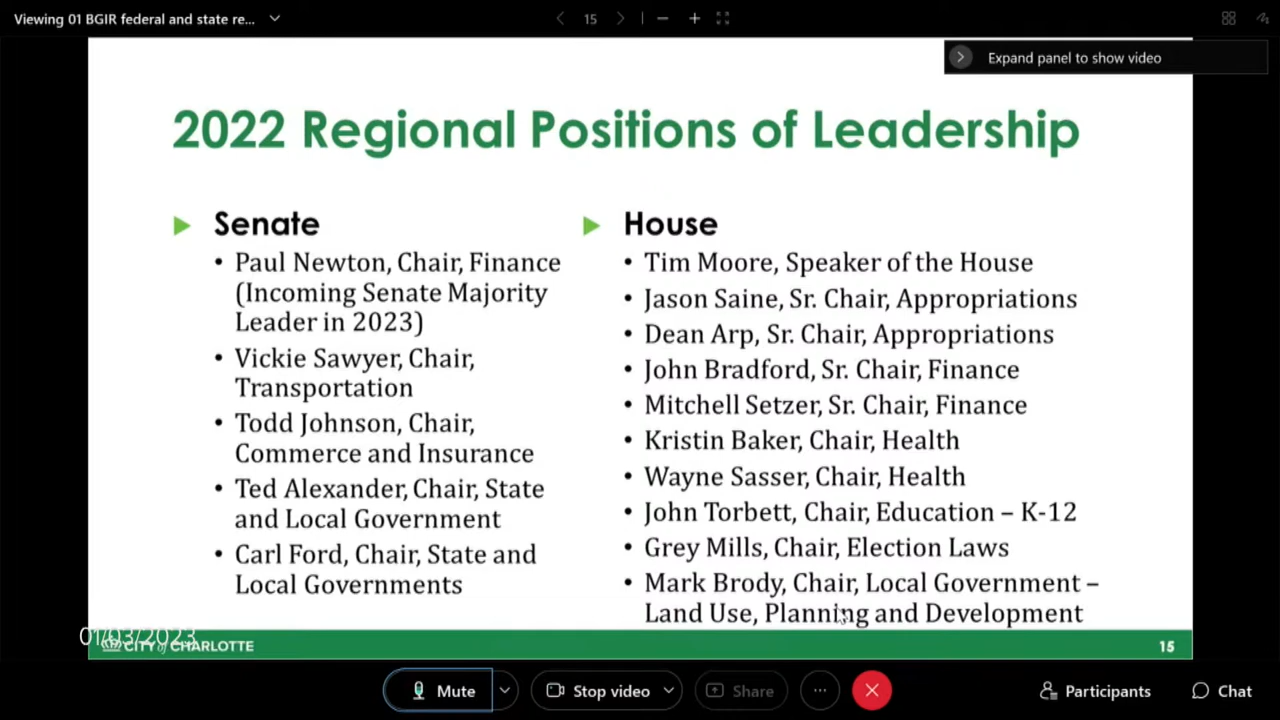 Viewing 01 BGIR federal and state re...
15
Expand panel to show video
2022 Regional Positions of Leadership
Senate
• Paul Newton, Chair, Finance
(Incoming Senate Majority
Leader in 2023)
• Vickie Sawyer, Chair,
Transportation
• Todd Johnson, Chair,
Commerce and Insurance
• Ted Alexander, Chair, State
and Local Government
• Carl Ford, Chair, State and
Local Governments
House
• Tim Moore, Speaker of the House
• Jason Saine, Sr. Chair, Appropriations
• Dean Arp, Sr. Chair, Appropriations
• John Bradford, Sr. Chair, Finance
• Mitchell Setzer, Sr. Chair, Finance
• Kristin Baker, Chair, Health
• Wayne Sasser, Chair, Health
• John Torbett, Chair, Education – K-12
• Grey Mills, Chair, Election Laws
• Mark Brody, Chair, Local Government –
Land Use, Planning and Development
01/03/2023
CITY of CHARLOTTE
15
Mute
Stop video
Share
Participants
Chat